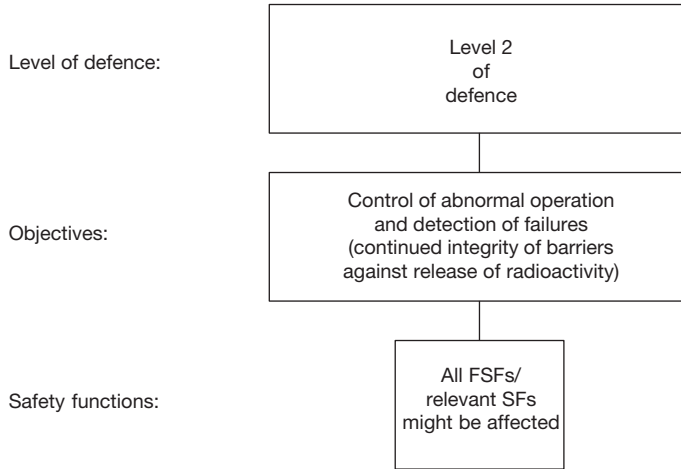 Level of defence:
Level 2
of
defence
Objectives:
Control of abnormal operation
and detection of failures
(continued integrity of barriers
against release of radioactivity)
Safety functions:
All FSFs/
relevant SFs
might be affected